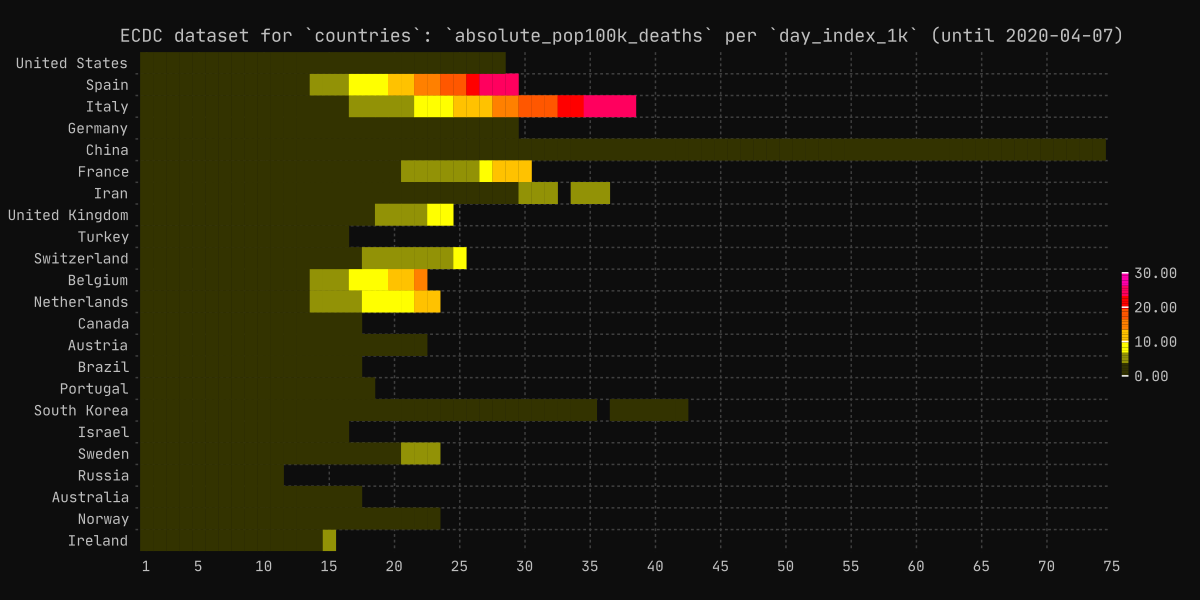 ECDC dataset for `countries`: `absolute_pop100k_deaths` per `day_index_1k` (until 2020-04-07)
United States
Spain
Italy
Germany
China
France
Iran
United Kingdom
Turkey
Switzerland
Belgium
Netherlands
Canada
Austria
Brazil
Portugal
South Korea
Israel
Sweden
Russia
Australia
Norway
Ireland
1 5 10 15 20 25 30 35 40 45 50 55 60 65 70 75
30.00
20.00
10.00
0.00